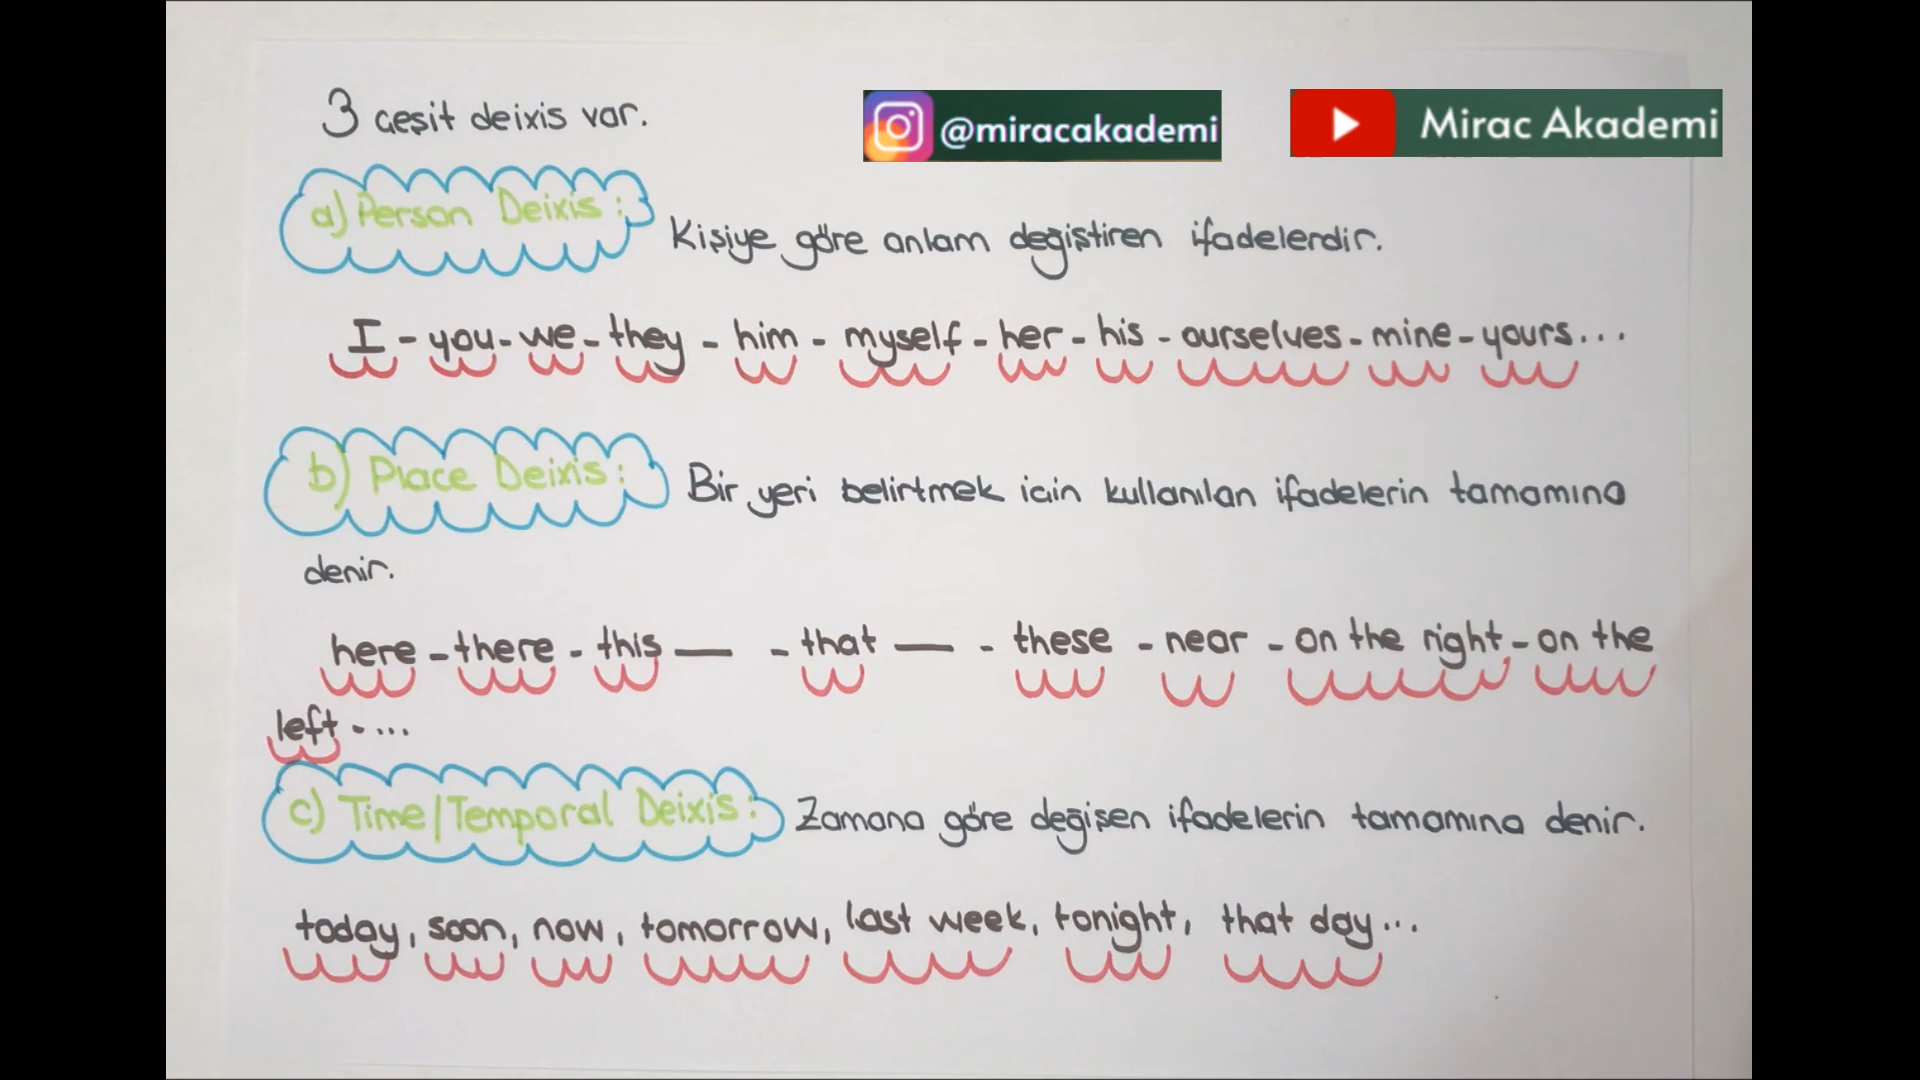 3 çeşit deixis var.
@miracakademi
Mirac Akademi
a) Person Deixis: Kişiye göre anlam değiştiren ifadelerdir.
I - you - we - they - him - myself - her - his - ourselves - mine - yours...
b) Place Deixis: Bir yeri belirtmek için kullanılan ifadelerin tamamına
denir.
here - there - this — - that — - these - near - on the right - on the
left - ...
c) Time/Temporal Deixis: Zamana göre değişen ifadelerin tamamına denir.
today, soon, now, tomorrow, last week, tonight, that day...